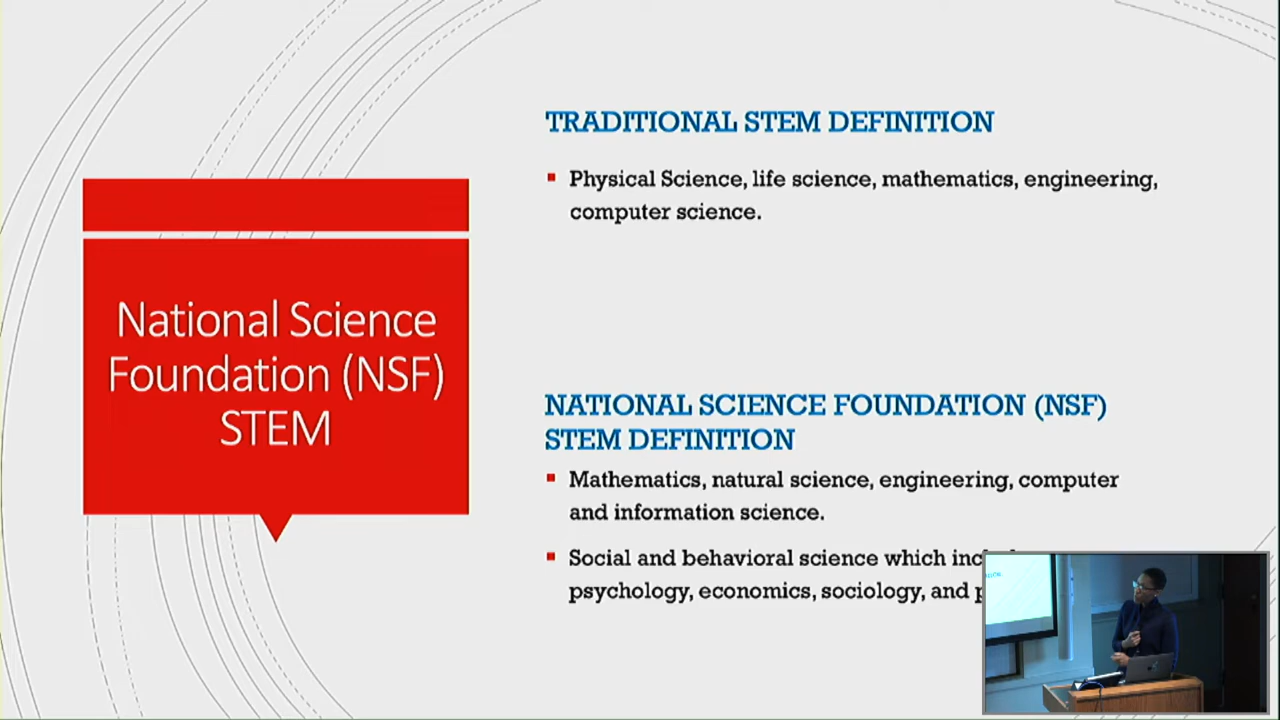 National Science
Foundation (NSF)
STEM
TRADITIONAL STEM DEFINITION
Physical Science, life science, mathematics, engineering,
computer science.
NATIONAL SCIENCE FOUNDATION (NSF)
STEM DEFINITION
Mathematics, natural science, engineering, computer
and information science.
Social and behavioral science which
psychology, economics, sociology, and